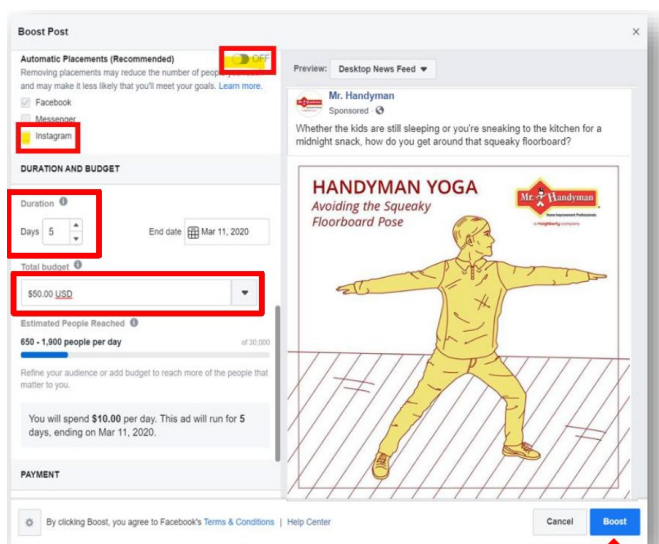 Boost Post
Automatic Placements (Recommended) OFF
Removing placements may reduce the number of people you
and may make it less likely that you'll meet your goals. Learn more.
Facebook
Messenger
Instagram
DURATION AND BUDGET
Duration
Days 5 End date Mar 11, 2020
Total budget
$50.00 USD
Estimated People Reached
650 - 1,900 people per day of 30,000
Refine your audience or add budget to reach more of the people that
matter to you.
You will spend $10.00 per day. This ad will run for 5
days, ending on Mar 11, 2020.
PAYMENT
Preview: Desktop News Feed
Mr. Handyman
Sponsored
Whether the kids are still sleeping or you're sneaking to the kitchen for a
midnight snack, how do you get around that squeaky floorboard?
HANDYMAN YOGA
Avoiding the Squeaky
Floorboard Pose
Mr. Handyman
Home Improvement Professionals
a neighborly company
By clicking Boost, you agree to Facebook's Terms & Conditions | Help Center
Cancel Boost